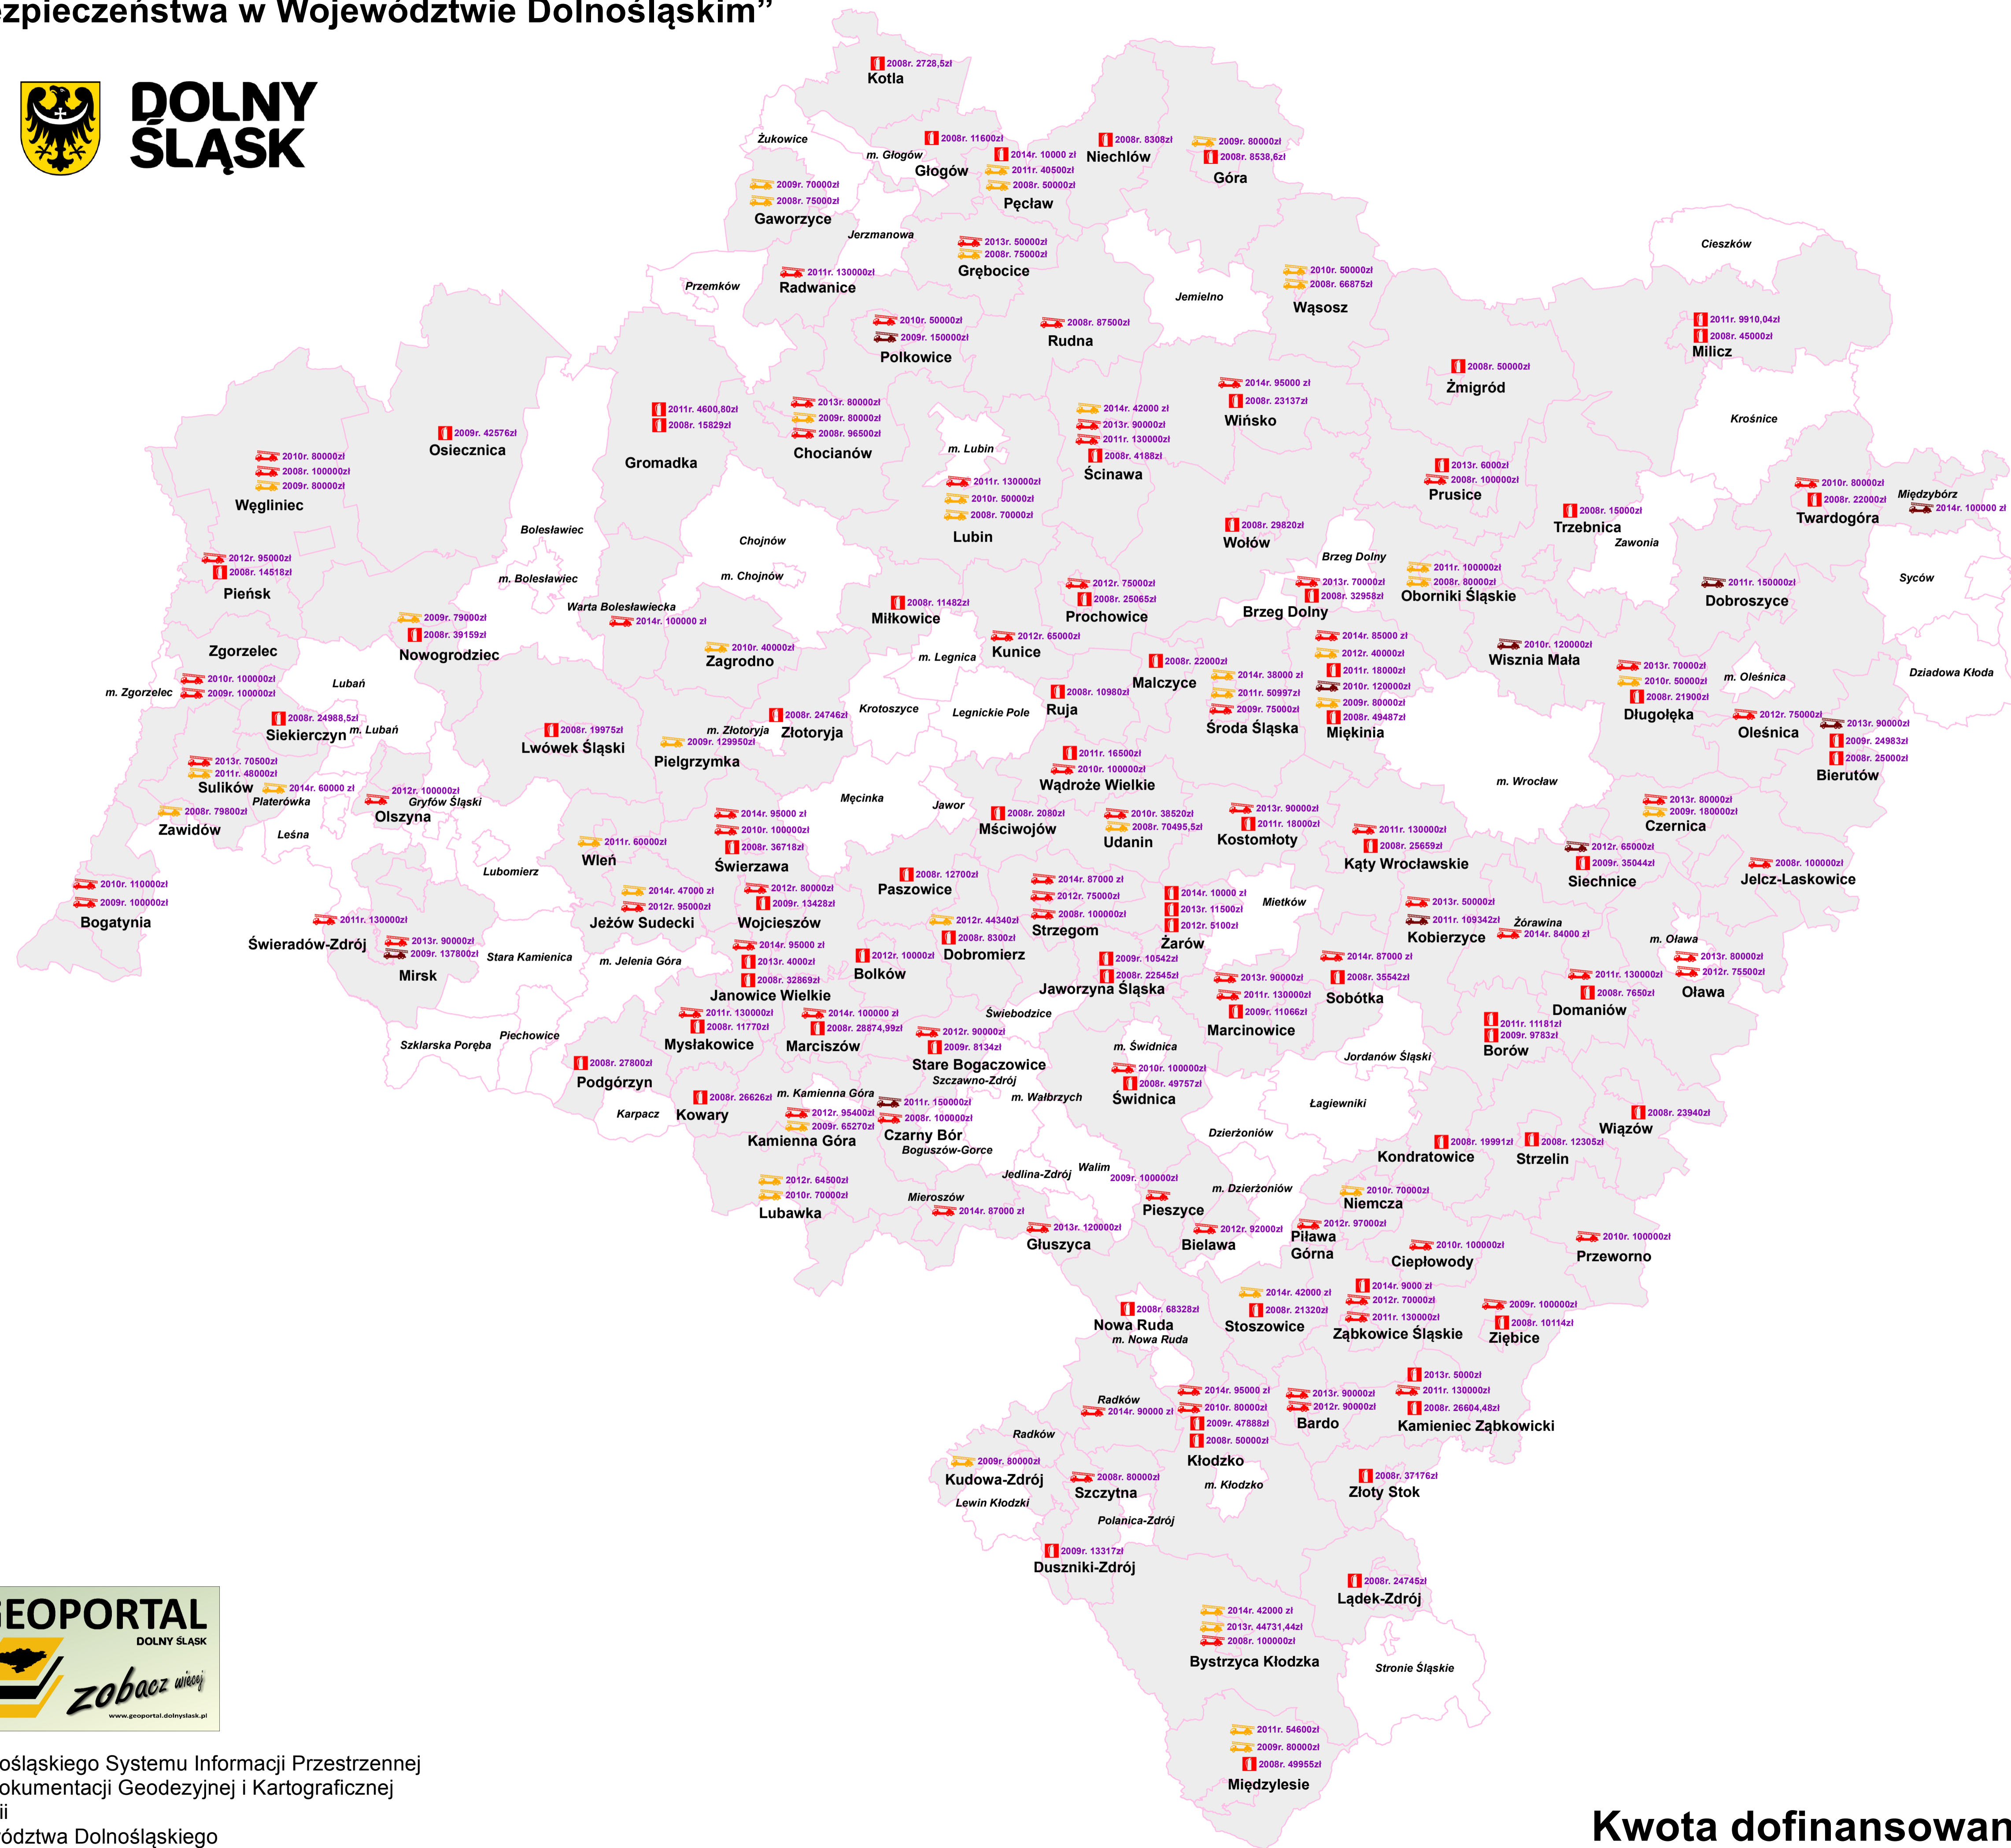 ezpieczeństwa w Województwie Dolnośląskim”
DOLNY
ŚLĄSK
2008r. 2728,5zł
Kotla
Żukowice
m. Głogów
2008r. 11600zł
Głogów
2014r. 10000 zł
2011r. 40500zł
2008r. 50000zł
Pęcław
2008r. 8308zł
Niechlów
2009r. 80000zł
2008r. 8538,6zł
Góra
2009r. 70000zł
2008r. 75000zł
Gaworzyce
Jerzmanowa
2013r. 50000zł
2008r. 75000zł
Grębocice
Cieszków
Przemków
2011r. 130000zł
Radwanice
Jemielno
2010r. 50000zł
2008r. 66875zł
Wąsosz
2010r. 50000zł
2009r. 150000zł
Polkowice
2008r. 87500zł
Rudna
2011r. 9910,04zł
2008r. 45000zł
Milicz
2008r. 50000zł
Żmigród
2014r. 95000 zł
2008r. 23137zł
Wińsko
Krośnice
2009r. 42576zł
Osiecznica
2011r. 4600,80zł
2008r. 15829zł
Gromadka
2013r. 80000zł
2009r. 80000zł
2008r. 96500zł
Chocianów
m. Lubin
2014r. 42000 zł
2013r. 90000zł
2011r. 130000zł
2008r. 4188zł
Ścinawa
2010r. 80000zł
2008r. 100000zł
2009r. 80000zł
Węgliniec
2011r. 130000zł
2010r. 50000zł
2008r. 70000zł
Lubin
2013r. 6000zł
2008r. 100000zł
Prusice
2010r. 80000zł
2008r. 22000zł
Twardogóra
Międzybórz
2014r. 100000 zł
2008r. 15000zł
Trzebnica
Zawonia
Bolesławiec
Chojnów
2008r. 29820zł
Wołów
Brzeg Dolny
2012r. 95000zł
2008r. 14518zł
Pieńsk
m. Bolesławiec
m. Chojnów
2012r. 75000zł
2008r. 25065zł
Prochowice
2013r. 70000zł
2008r. 32958zł
Brzeg Dolny
2011r. 100000zł
2008r. 80000zł
Oborniki Śląskie
2011r. 150000zł
Dobroszyce
Syców
Warta Bolesławiecka
2014r. 100000 zł
2008r. 11482zł
Miłkowice
2009r. 79000zł
2008r. 39159zł
Nowogrodziec
Zgorzelec
2010r. 40000zł
Zagrodno
2012r. 65000zł
Kunice
m. Legnica
2008r. 22000zł
Malczyce
2014r. 38000 zł
2011r. 50997zł
2009r. 75000zł
Środa Śląska
2014r. 85000 zł
2012r. 40000zł
2011r. 18000zł
2010r. 120000zł
2009r. 80000zł
2008r. 49487zł
Miękinia
2010r. 120000zł
Wisznia Mała
2013r. 70000zł
2010r. 50000zł
2008r. 21900zł
Długołęka
m. Oleśnica
Dziadowa Kłoda
m. Zgorzelec
2010r. 100000zł
2009r. 100000zł
Lubań
2008r. 24988,5zł
Siekierczyn
m. Lubań
2008r. 19975zł
Lwówek Śląski
m. Złotoryja
2009r. 129950zł
Pielgrzymka
2008r. 24746zł
Złotoryja
Krotoszyce
Legnickie Pole
2008r. 10980zł
Ruja
2012r. 75000zł
Oleśnica
2013r. 90000zł
2009r. 24983zł
2008r. 25000zł
Bierutów
2011r. 16500zł
2010r. 100000zł
Wądroże Wielkie
m. Wrocław
2013r. 70500zł
2011r. 48000zł
Sulików
2014r. 60000 zł
Platerówka
2012r. 100000zł
Gryfów Śląski
Olszyna
Męcinka
Jawor
2008r. 79800zł
Zawidów
Leśna
2014r. 95000 zł
2010r. 100000zł
2008r. 36718zł
Świerzawa
2008r. 2080zł
Mściwojów
2010r. 38520zł
2008r. 70495,5zł
Udanin
2013r. 90000zł
2011r. 18000zł
Kostomłoty
2011r. 130000zł
2008r. 25659zł
Kąty Wrocławskie
2013r. 80000zł
2009r. 180000zł
Czernica
2011r. 60000zł
Wleń
Lubomierz
2008r. 12700zł
Paszowice
2012r. 65000zł
2009r. 35044zł
Siechnice
2008r. 100000zł
Jelcz-Laskowice
2010r. 110000zł
2009r. 100000zł
Bogatynia
2014r. 47000 zł
2012r. 95000zł
Jeżów Sudecki
2012r. 80000zł
2009r. 13428zł
Wojcieszów
2014r. 87000 zł
2012r. 75000zł
2008r. 100000zł
Strzegom
2014r. 10000 zł
2013r. 11500zł
2012r. 5100zł
Żarów
Mietków
2013r. 50000zł
2011r. 109342zł
Kobierzyce
Żórawina
2014r. 84000 zł
m. Oława
2011r. 130000zł
Świeradów-Zdrój
2013r. 90000zł
2009r. 137800zł
Mirsk
Stara Kamienica
m. Jelenia Góra
2014r. 95000 zł
2013r. 4000zł
2008r. 32869zł
Janowice Wielkie
2012r. 10000zł
Bolków
2012r. 44340zł
2008r. 8300zł
Dobromierz
2009r. 10542zł
2008r. 22545zł
Jaworzyna Śląska
2013r. 90000zł
2011r. 130000zł
2009r. 11066zł
Marcinowice
2014r. 87000 zł
2008r. 35542zł
Sobótka
2011r. 130000zł
2008r. 7650zł
Domaniów
2013r. 80000zł
2012r. 75500zł
Oława
2011r. 130000zł
2008r. 11770zł
Mysłakowice
2014r. 100000 zł
2008r. 28874,99zł
Marciszów
Świebodzice
2012r. 90000zł
2009r. 8134zł
Stare Bogaczowice
Szczawno-Zdrój
2011r. 11181zł
2009r. 9783zł
Borów
Szklarska Poręba
Piechowice
2008r. 27800zł
Podgórzyn
m. Świdnica
2010r. 100000zł
2008r. 49757zł
Świdnica
Jordanów Śląski
Karpacz
2008r. 26626zł
Kowary
m. Kamienna Góra
2012r. 95400zł
2009r. 65270zł
Kamienna Góra
2011r. 150000zł
2008r. 100000zł
Czarny Bór
Boguszów-Gorce
m. Wałbrzych
Łagiewniki
2008r. 23940zł
Wiązów
Dzierżoniów
2008r. 19991zł
Kondratowice
2008r. 12305zł
Strzelin
2012r. 64500zł
2010r. 70000zł
Lubawka
Jedlina-Zdrój
Walim
2009r. 100000zł
Pieszyce
m. Dzierżoniów
2010r. 70000zł
Niemcza
Mieroszów
2014r. 87000 zł
2013r. 120000zł
Głuszyca
2012r. 92000zł
Bielawa
2012r. 97000zł
Piława
Górna
2010r. 100000zł
Ciepłowody
2010r. 100000zł
Przeworno
2008r. 68328zł
Nowa Ruda
m. Nowa Ruda
2014r. 42000 zł
2008r. 21320zł
Stoszowice
2014r. 9000 zł
2012r. 70000zł
2011r. 130000zł
Ząbkowice Śląskie
2009r. 100000zł
2008r. 10114zł
Ziębice
Radków
2014r. 90000 zł
2014r. 95000 zł
2010r. 80000zł
2009r. 47888zł
2008r. 50000zł
Kłodzko
2013r. 90000zł
2012r. 90000zł
Bardo
2013r. 5000zł
2011r. 130000zł
2008r. 26604,48zł
Kamieniec Ząbkowicki
Radków
2009r. 80000zł
Kudowa-Zdrój
2008r. 80000zł
Szczytna
m. Kłodzko
2008r. 37176zł
Złoty Stok
Lewin Kłodzki
Polanica-Zdrój
2009r. 13317zł
Duszniki-Zdrój
2008r. 24745zł
Lądek-Zdrój
2014r. 42000 zł
2013r. 44731,44zł
2008r. 100000zł
Bystrzyca Kłodzka
Stronie Śląskie
2011r. 54600zł
2009r. 80000zł
2008r. 49955zł
Międzylesie
GEOPORTAL
DOLNY ŚLĄSK
zobacz więcej
www.geoportal.dolnyslask.pl
ośląskiego Systemu Informacji Przestrzennej
okumentacji Geodezyjnej i Kartograficznej
ii
ództwa Dolnośląskiego
Kwota dofinansowan